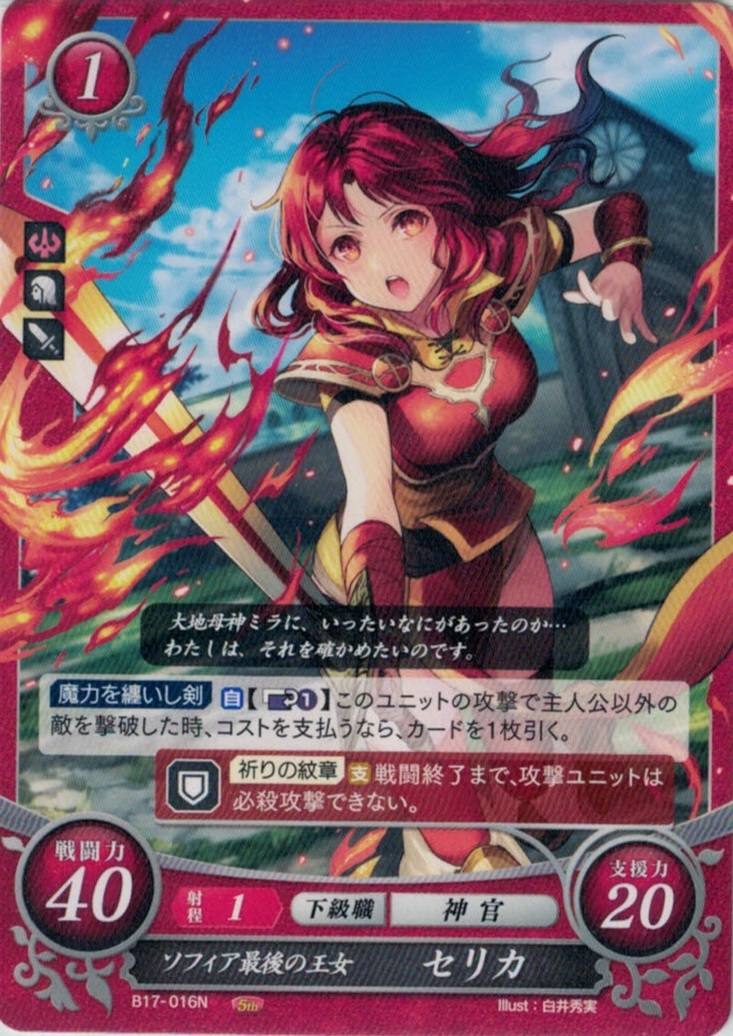 1
大地母神ミラに、いったいなにがあったのか…
わたしは、それを確かめたいのです。
魔力を纏いし剣 自【1】このユニットの攻撃で主人公以外の
敵を撃破した時、コストを支払うなら、カードを1枚引く。
祈りの紋章 支 戦闘終了まで、攻撃ユニットは
必殺攻撃できない。
戦闘力
40
射程 1 下級職 神官
支援力
20
ソフィア最後の王女 セリカ
B17-016N 5th Illust：白井秀実